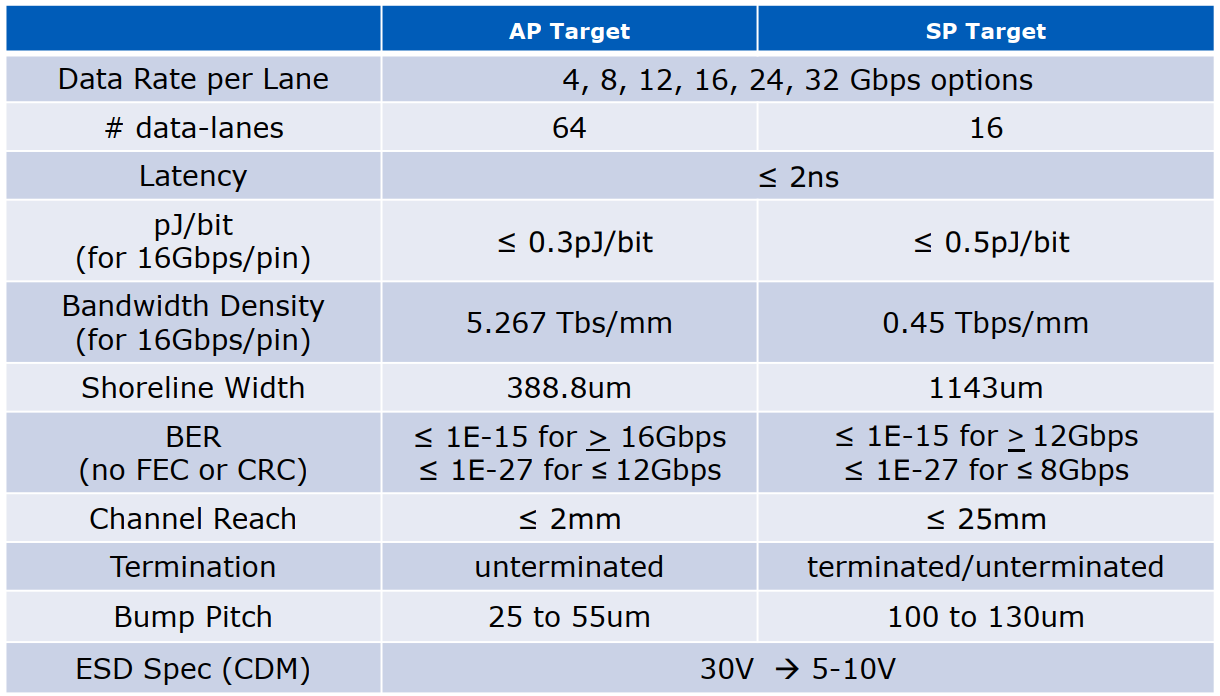 AP Target SP Target
Data Rate per Lane 4, 8, 12, 16, 24, 32 Gbps options
# data-lanes 64 16
Latency ≤ 2ns
pJ/bit
(for 16Gbps/pin) ≤ 0.3pJ/bit ≤ 0.5pJ/bit
Bandwidth Density
(for 16Gbps/pin) 5.267 Tbs/mm 0.45 Tbps/mm
Shoreline Width 388.8um 1143um
BER ≤ 1E-15 for > 16Gbps ≤ 1E-15 for > 12Gbps
(no FEC or CRC) ≤ 1E-27 for ≤ 12Gbps ≤ 1E-27 for ≤ 8Gbps
Channel Reach ≤ 2mm ≤ 25mm
Termination unterminated terminated/unterminated
Bump Pitch 25 to 55um 100 to 130um
ESD Spec (CDM) 30V → 5-10V